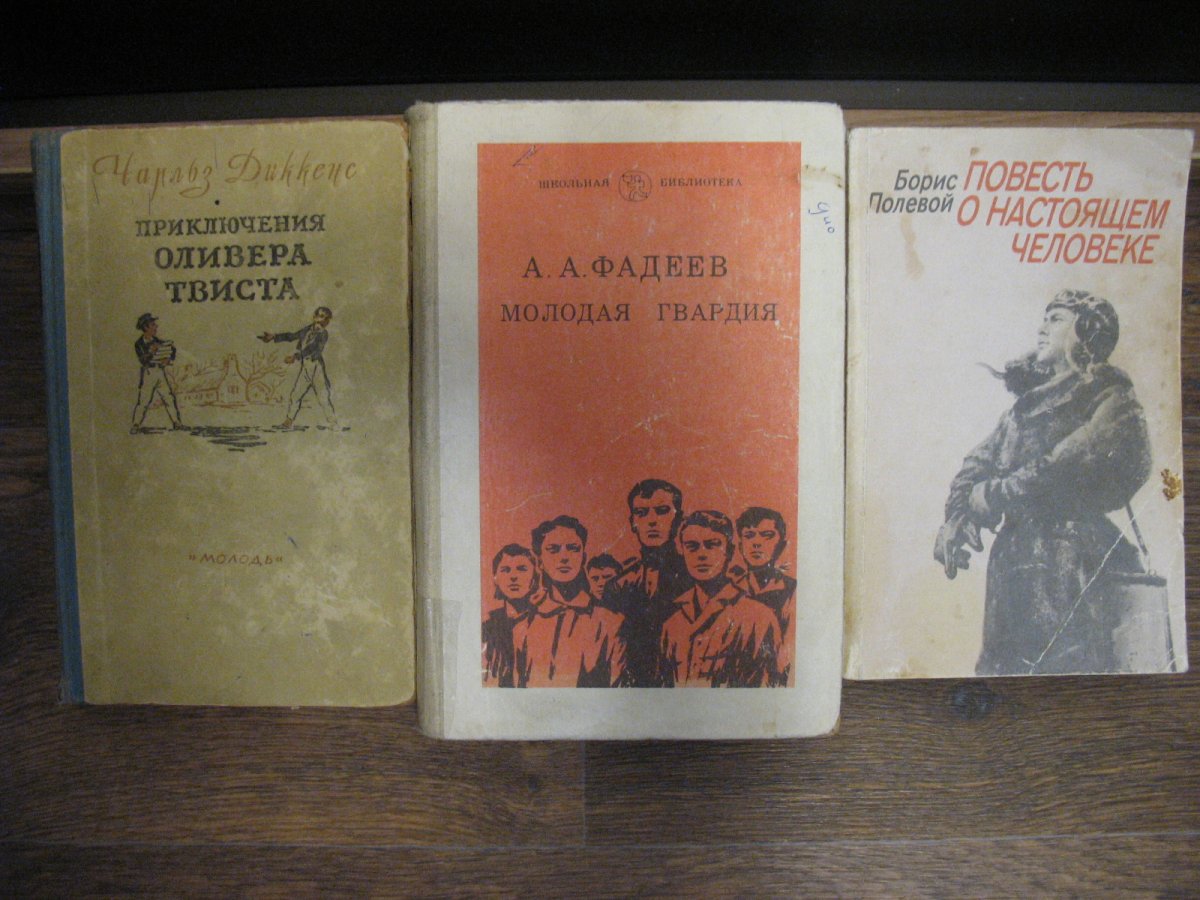 Чарльз Диккенс
ПРИКЛЮЧЕНИЯ
ОЛИВЕРА
ТВИСТА
"МОЛОДЬ"
ШКОЛЬНАЯ БИБЛИОТЕКА
А. А. ФАДЕЕВ
МОЛОДАЯ ГВАРДИЯ
Борис
Полевой
ПОВЕСТЬ
О НАСТОЯЩЕМ
ЧЕЛОВЕКЕ